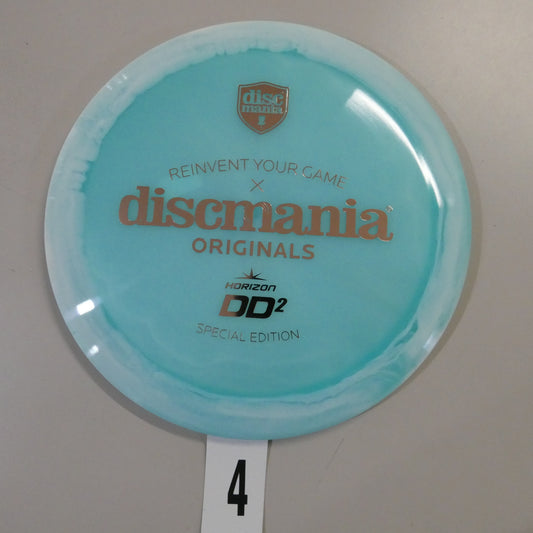 disc
mania
REINVENT YOUR GAME
X
discmania
ORIGINALS
HORIZON
DD2
SPECIAL EDITION
4